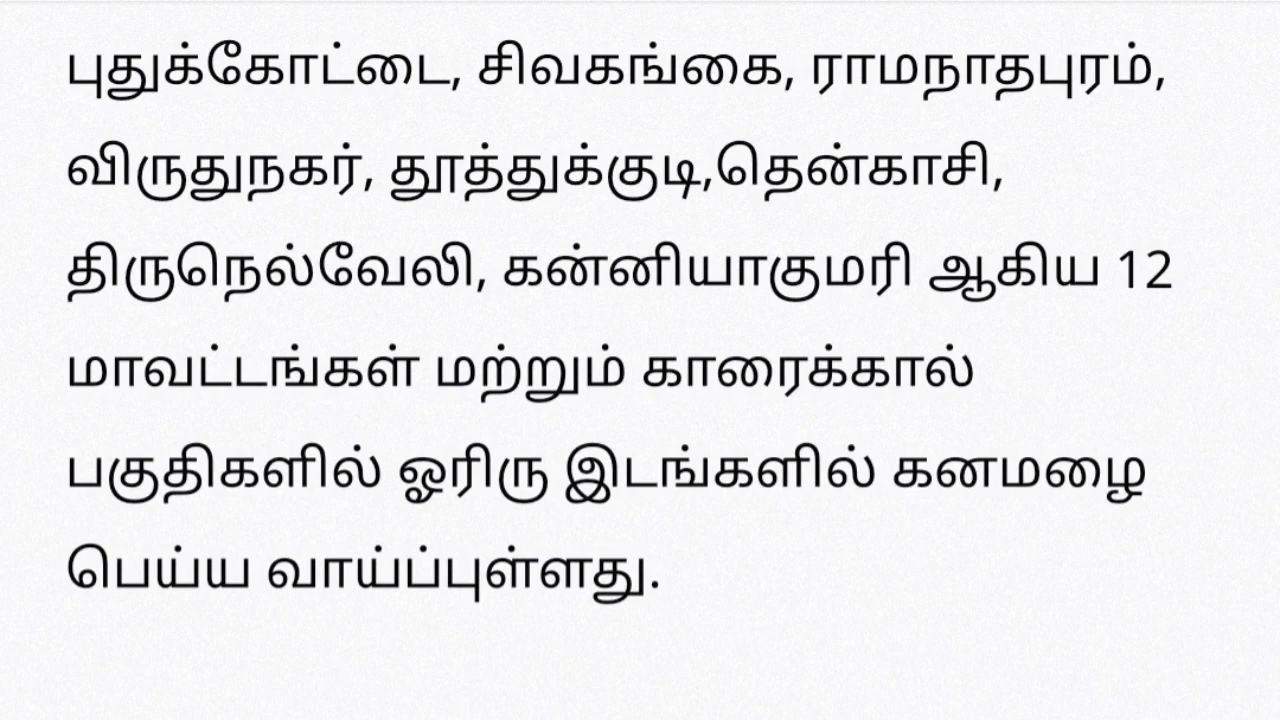 புதுக்கோட்டை, சிவகங்கை, ராமநாதபுரம்,
விருதுநகர், தூத்துக்குடி,தென்காசி,
திருநெல்வேலி, கன்னியாகுமரி ஆகிய 12
மாவட்டங்கள் மற்றும் காரைக்கால்
பகுதிகளில் ஓரிரு இடங்களில் கனமழை
பெய்ய வாய்ப்புள்ளது.